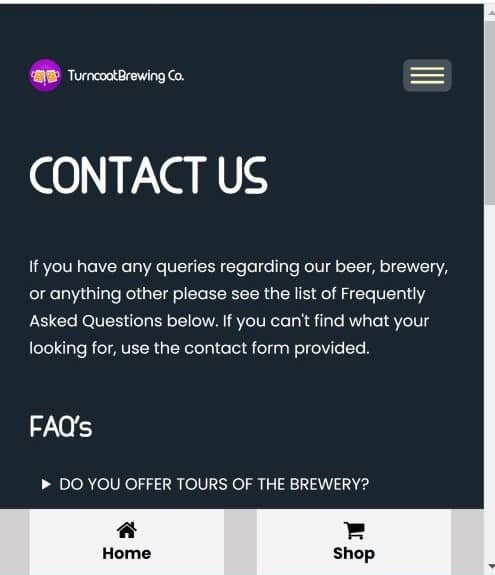 TurncoatBrewing Co.
CONTACT US
If you have any queries regarding our beer, brewery,
or anything other please see the list of Frequently
Asked Questions below. If you can't find what your
looking for, use the contact form provided.
FAQ's
DO YOU OFFER TOURS OF THE BREWERY?
Home
Shop